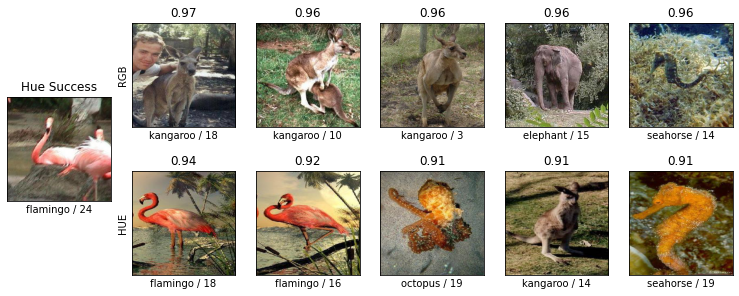 Hue Success
flamingo / 24
RGB
0.97
0.96
0.96
0.96
0.96
kangaroo / 18
kangaroo / 10
kangaroo / 3
elephant / 15
seahorse / 14
HUE
0.94
0.92
0.91
0.91
0.91
flamingo / 18
flamingo / 16
octopus / 19
kangaroo / 14
seahorse / 19